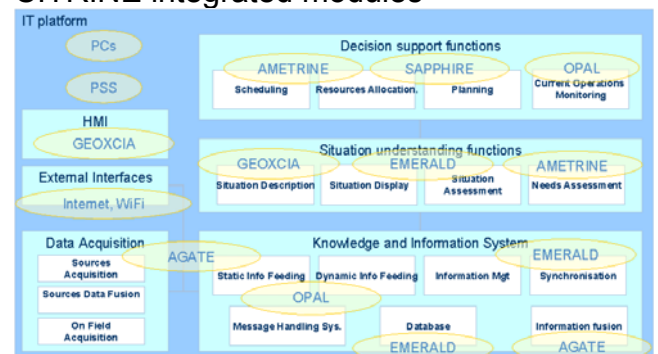 CITRINE integrated modules
IT platform
PCs
PSS
HMI
GEOXCIA
External Interfaces
Internet, WiFi
Data Acquisition
Sources
Acquisition
Sources Data Fusion
On Field
Acquisition
AGATE
Decision support functions
AMETRINE
SAPPHIRE
OPAL
Scheduling
Resources Allocation.
Planning
Current Operations
Monitoring
Situation understanding functions
GEOXCIA
EMERALD
AMETRINE
Situation Description
Situation Display
Situation
Assessment
Needs Assessment
Knowledge and Information System
EMERALD
Static Info Feeding
Dynamic Info Feeding
Information Mgt
Synchronisation
OPAL
Message Handling Sys.
Database
Information fusion
EMERALD
AGATE